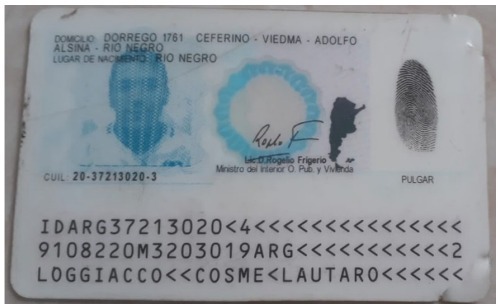 DOMICILIO: DORREGO 1761 CEFERINO - VIEDMA - ADOLFO
ALSINA - RIO NEGRO
LUGAR DE NACIMIENTO: RIO NEGRO
Lic.D.Rogelio Frigerio
Ministro del Interior O. Pub. y Vivienda
CUIL: 20-37213020-3
PULGAR
IDARG37213020<4<<<<<<<<<<<<<<<
9108220M3203019ARG<<<<<<<<<<<2
LOGGIACCO<<COSME<LAUTARO<<<<<<